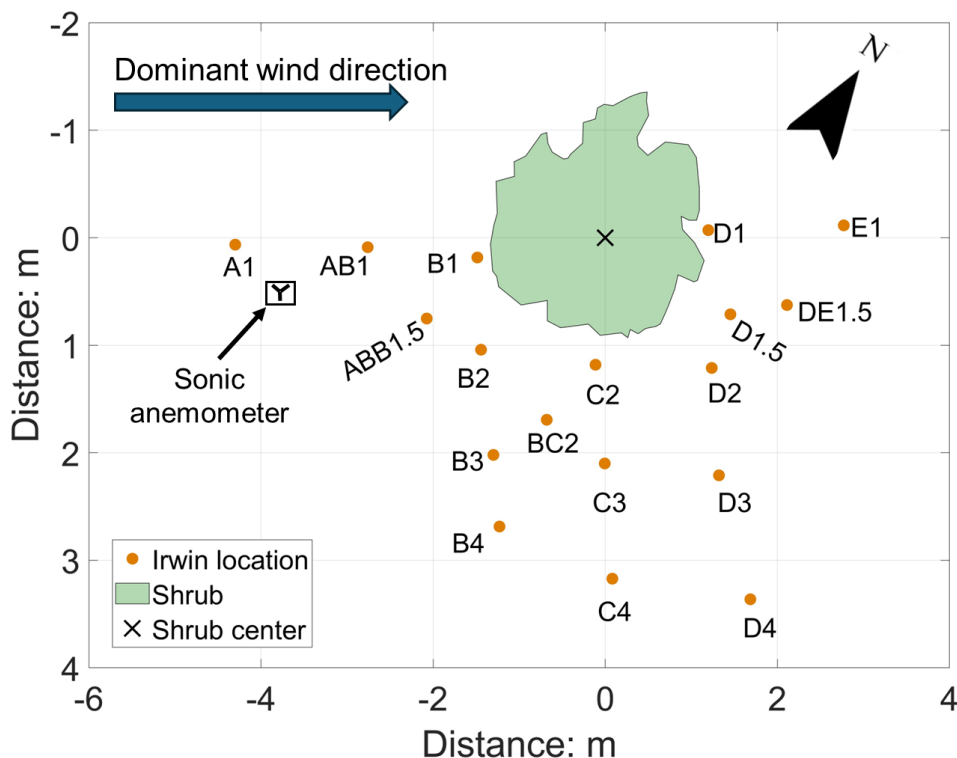 -2
Dominant wind direction
N
-1
0
A1
AB1
B1
D1
E1
Distance: m
1
ABB1.5
B2
C2
D1.5
DE1.5
D2
Sonic
anemometer
2
B3
BC2
C3
D3
B4
3
C4
D4
Irwin location
Shrub
Shrub center
4
-6
-4
-2
0
2
4
Distance: m